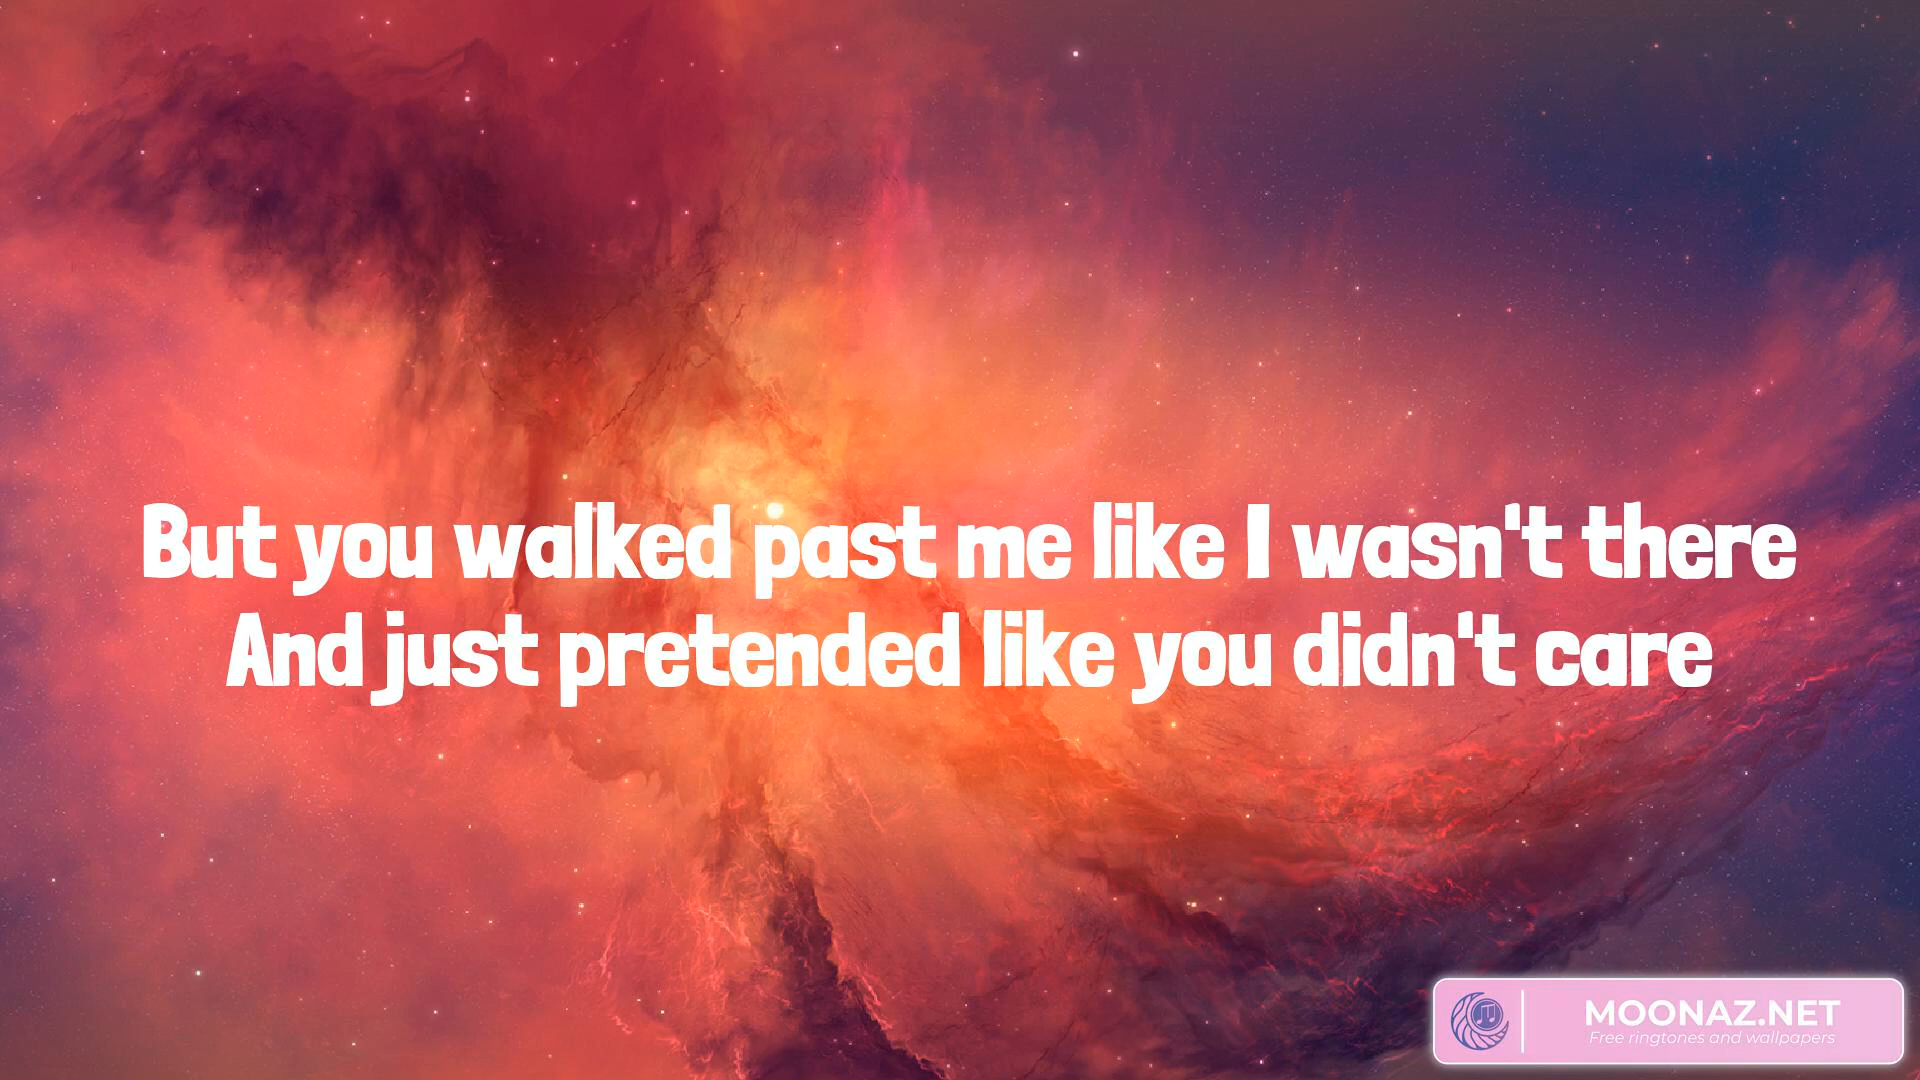 But you walked past me like I wasn't there
And just pretended like you didn't care
MOONAZ.NET
Free ringtones and wallpapers